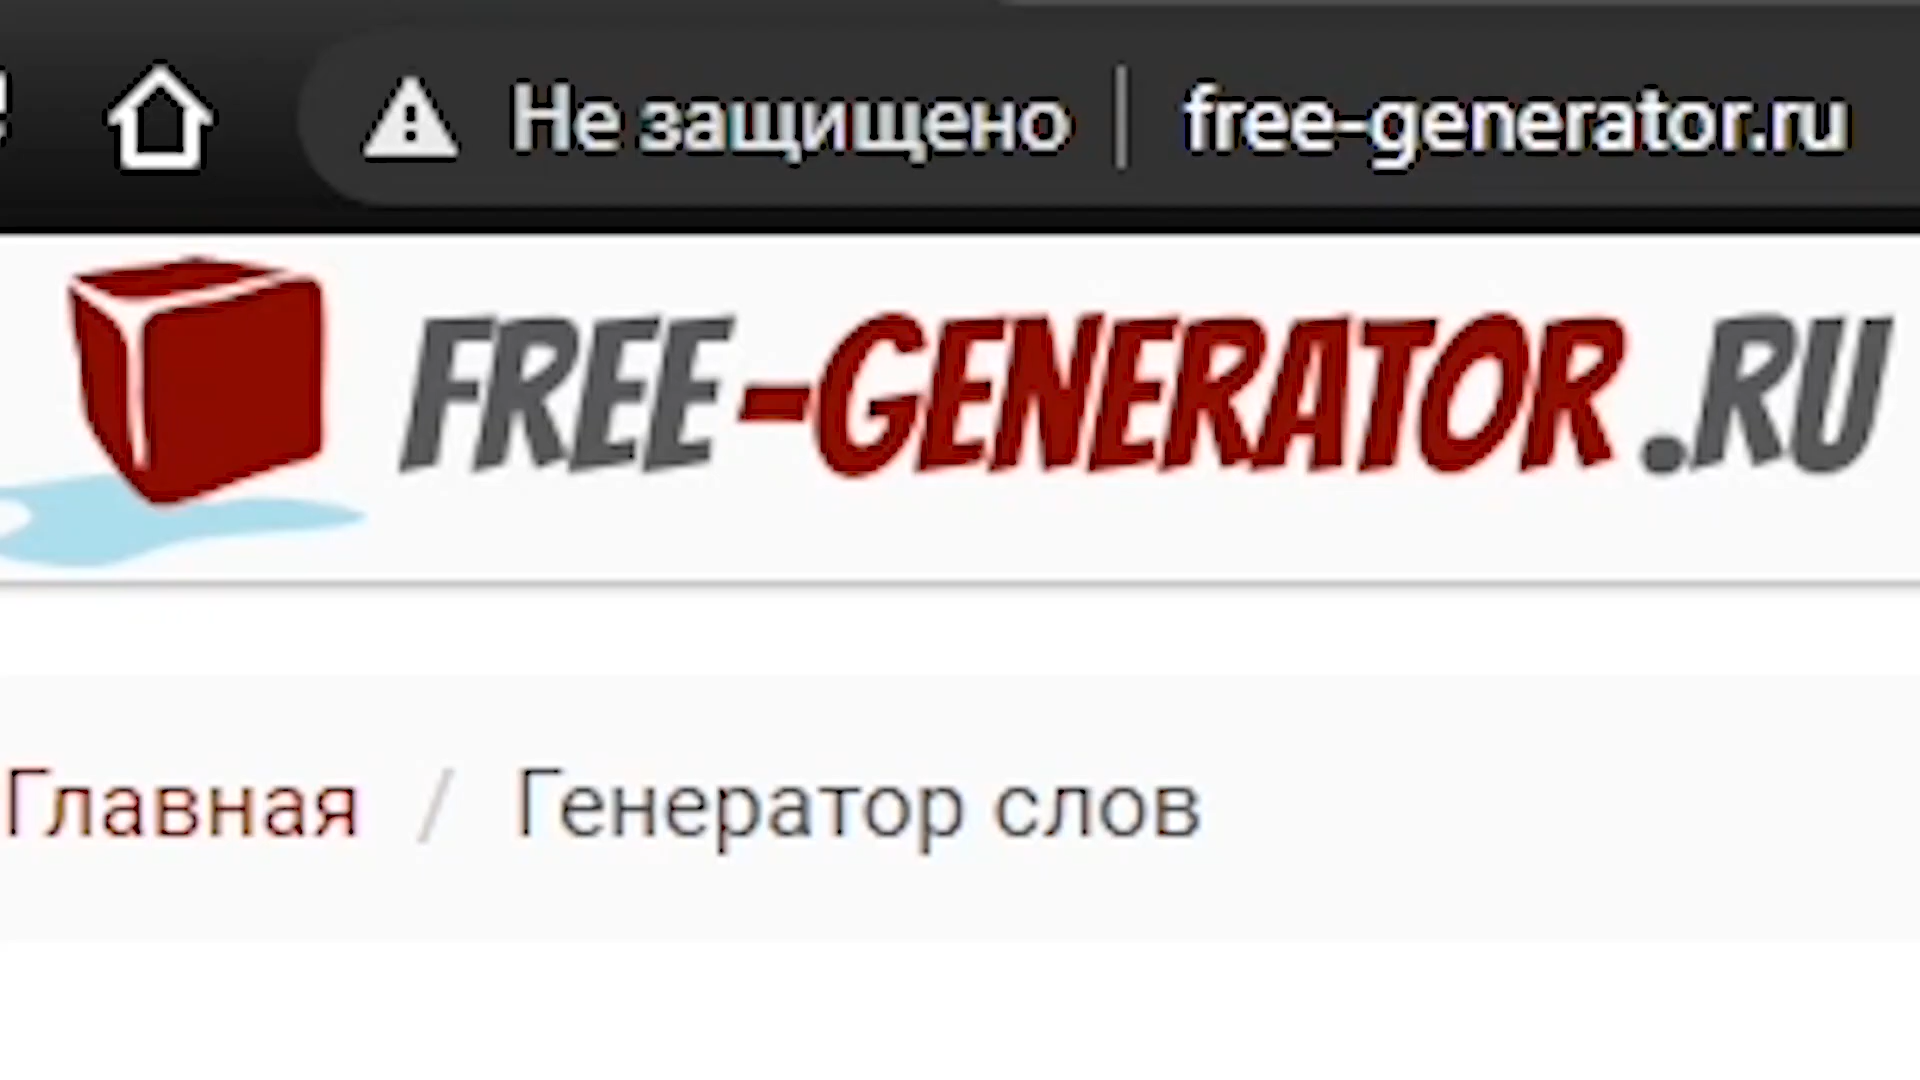 Не защищено | free-generator.ru
FREE-GENERATOR.RU
Главная / Генератор слов